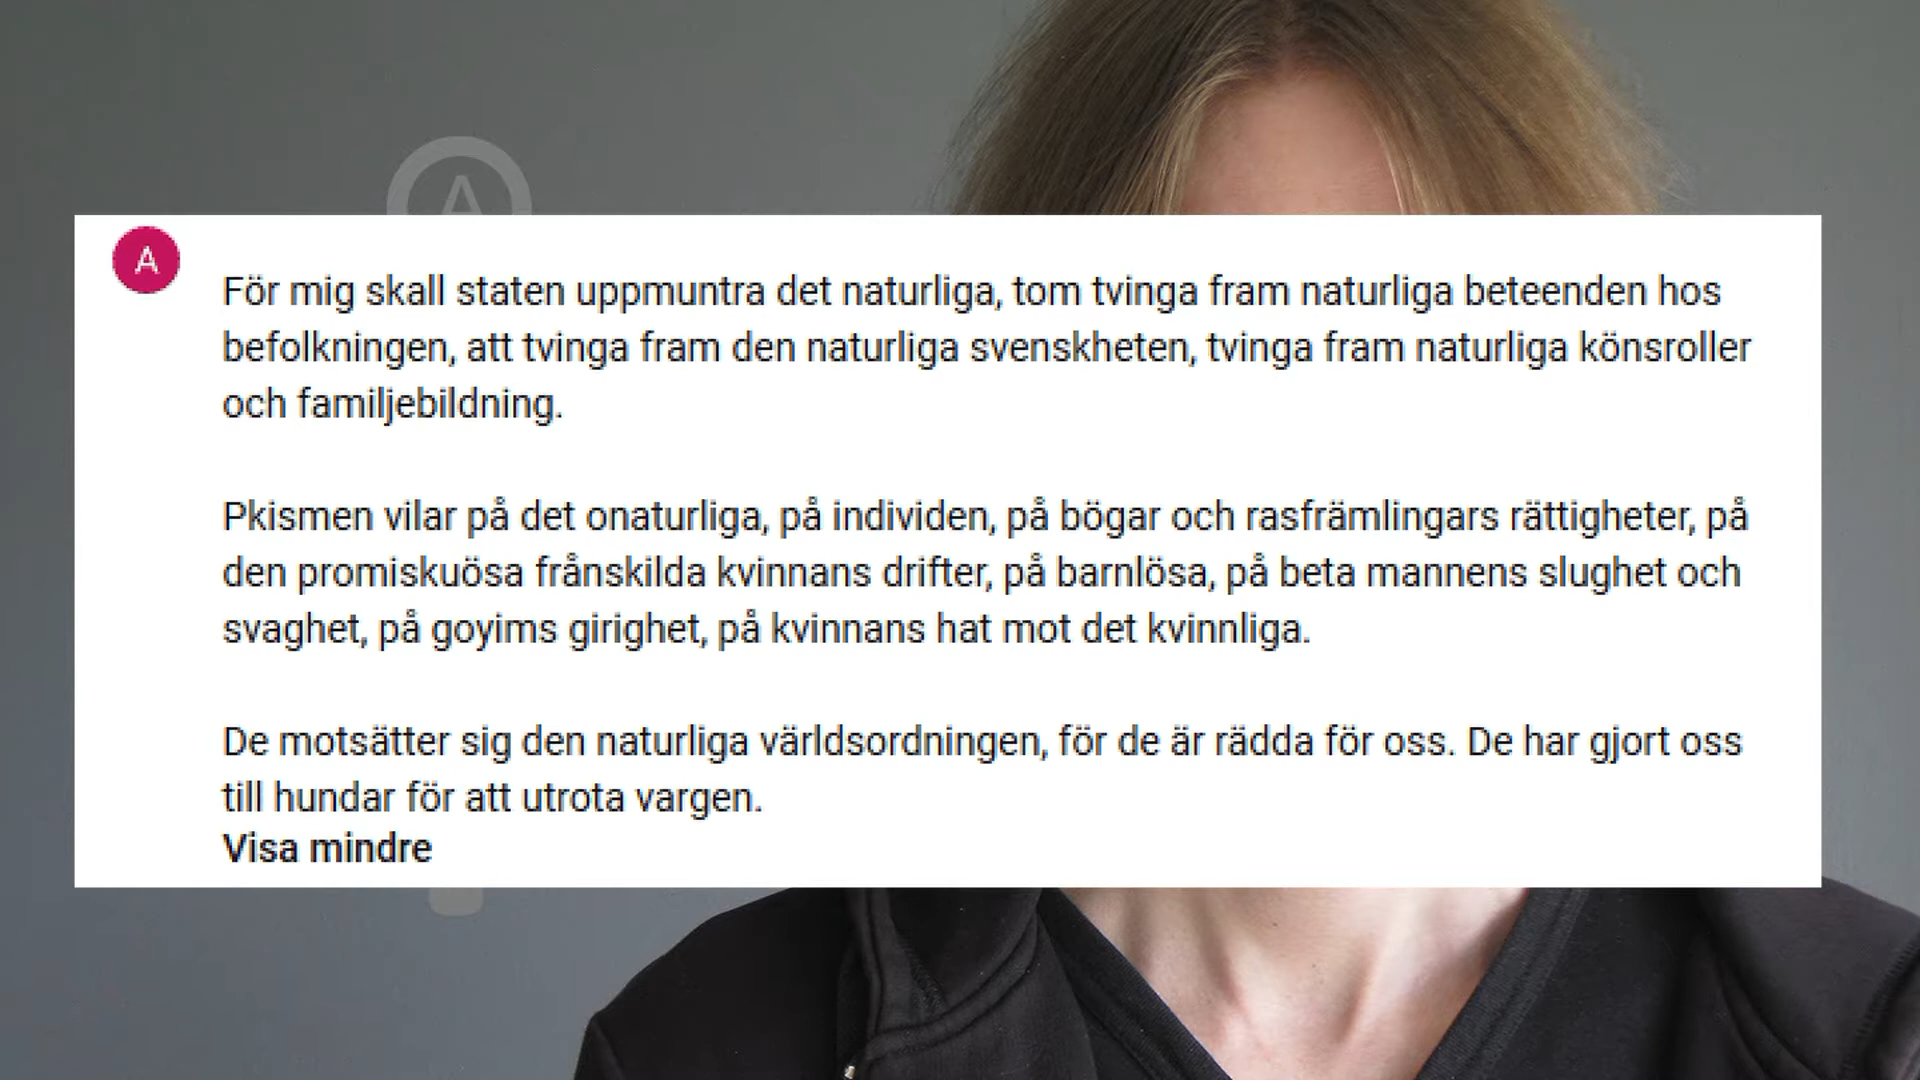 A
A
För mig skall staten uppmuntra det naturliga, tom tvinga fram naturliga beteenden hos
befolkningen, att tvinga fram den naturliga svenskheten, tvinga fram naturliga könsroller
och familjebildning.
Pkismen vilar på det onaturliga, på individen, på bögar och rasfrämlingars rättigheter, på
den promiskuösa frånskilda kvinnans drifter, på barnlösa, på beta mannens slughet och
svaghet, på goyims girighet, på kvinnans hat mot det kvinnliga.
De motsätter sig den naturliga världsordningen, för de är rädda för oss. De har gjort oss
till hundar för att utrota vargen.
Visa mindre